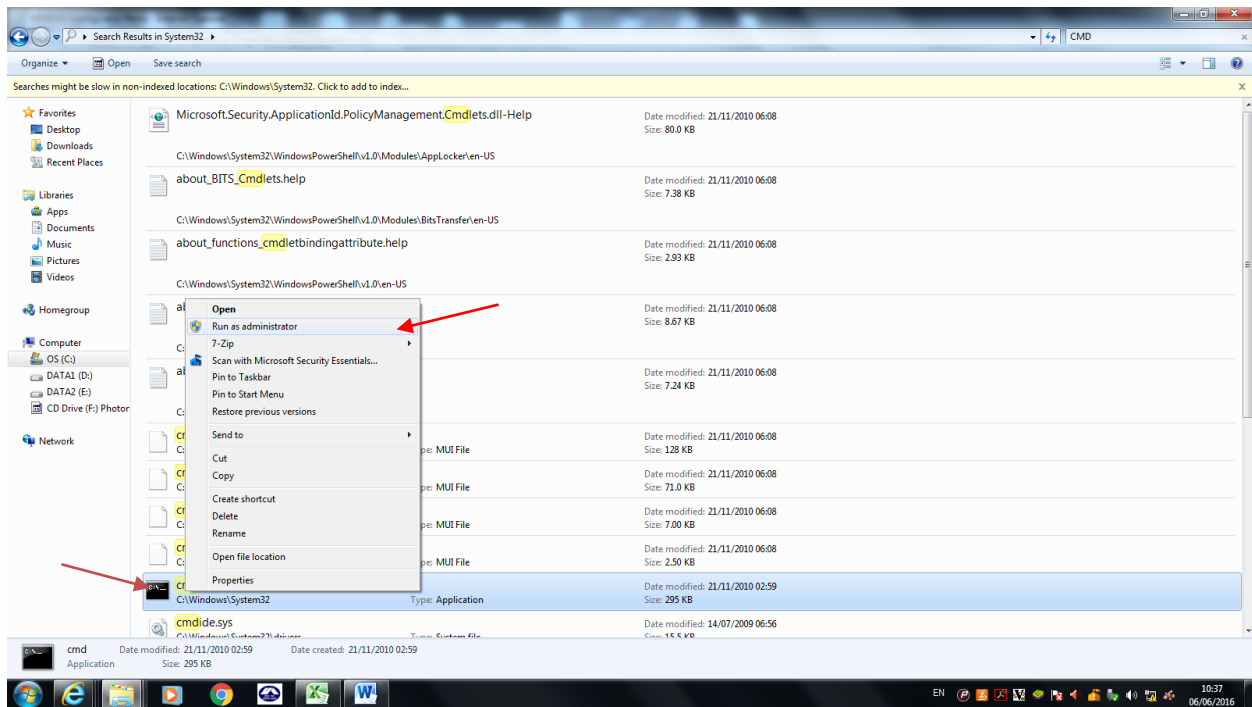 Search Results in System32
CMD
Organize
Open
Save search
Searches might be slow in non-indexed locations: C:\Windows\System32. Click to add to index...
x
Favorites
Desktop
Downloads
Recent Places
Libraries
Apps
Documents
Music
Pictures
Videos
Homegroup
Computer
OS (C:)
DATA1 (D:)
DATA2 (E:)
CD Drive (F:) Photor
Network
Microsoft.Security.ApplicationId.PolicyManagement.Cmdlets.dll-Help
Date modified: 21/11/2010 06:08
Size: 80.0 KB
C:\Windows\System32\WindowsPowerShell\v1.0\Modules\AppLocker\en-US
about_BITS_Cmdlets.help
Date modified: 21/11/2010 06:08
Size: 7.38 KB
C:\Windows\System32\WindowsPowerShell\v1.0\Modules\BitsTransfer\en-US
about_functions_cmdletbindingattribute.help
Date modified: 21/11/2010 06:08
Size: 2.93 KB
C:\Windows\System32\WindowsPowerShell\v1.0\en-US
Date modified: 21/11/2010 06:08
Size: 8.67 KB
Date modified: 21/11/2010 06:08
Size: 7.24 KB
pe: MUI File
Date modified: 21/11/2010 06:08
Size: 128 KB
pe: MUI File
Date modified: 21/11/2010 06:08
Size: 71.0 KB
pe: MUI File
Date modified: 21/11/2010 06:08
Size: 7.00 KB
pe: MUI File
Date modified: 21/11/2010 06:08
Size: 2.50 KB
Open
Run as administrator
7-Zip
Scan with Microsoft Security Essentials...
Pin to Taskbar
Pin to Start Menu
Restore previous versions
Send to
Cut
Copy
Create shortcut
Delete
Rename
Open file location
Properties
C:\Windows\System32
Type: Application
Date modified: 21/11/2010 02:59
Size: 295 KB
cmdide.sys
C:\Windows\System32\drivers
Type: System file
Date modified: 14/07/2009 06:56
Size: 15.5 KB
cmd
Date modified: 21/11/2010 02:59
Date created: 21/11/2010 02:59
Application
Size: 295 KB
EN
10:37
06/06/2016